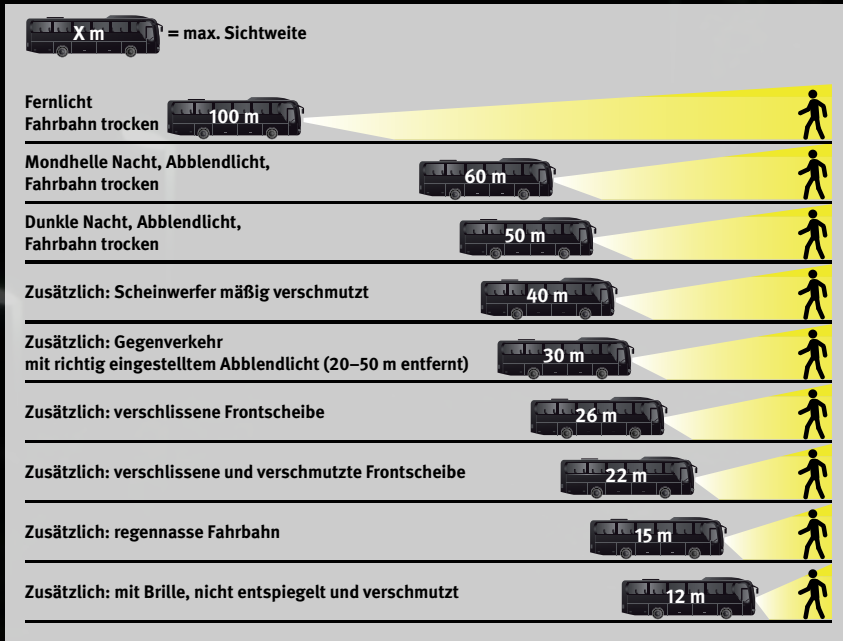 X m = max. Sichtweite
Fernlicht
Fahrbahn trocken
100 m
Mondhelle Nacht, Abblendlicht,
Fahrbahn trocken
60 m
Dunkle Nacht, Abblendlicht,
Fahrbahn trocken
50 m
Zusätzlich: Scheinwerfer mäßig verschmutzt
40 m
Zusätzlich: Gegenverkehr
mit richtig eingestelltem Abblendlicht (20–50 m entfernt)
30 m
Zusätzlich: verschlissene Frontscheibe
26 m
Zusätzlich: verschlissene und verschmutzte Frontscheibe
22 m
Zusätzlich: regennasse Fahrbahn
15 m
Zusätzlich: mit Brille, nicht entspiegelt und verschmutzt
12 m